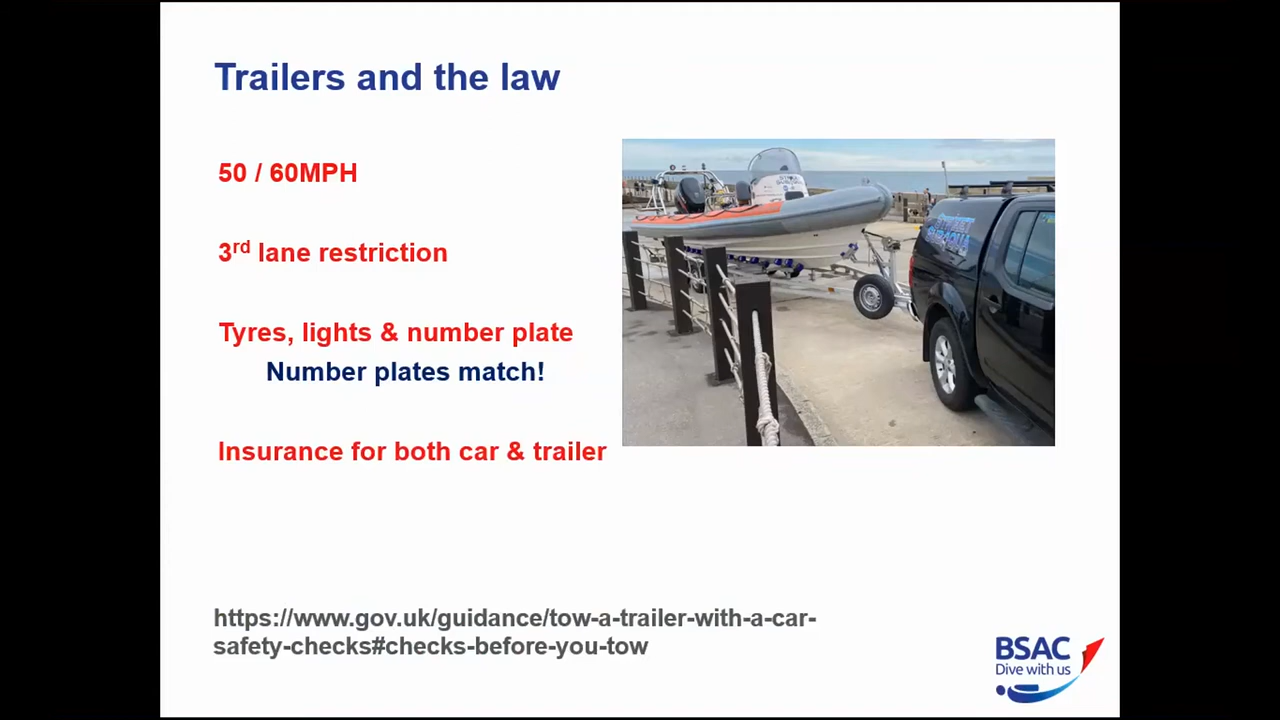 Trailers and the law
50 / 60MPH
3rd lane restriction
Tyres, lights & number plate
Number plates match!
Insurance for both car & trailer
https://www.gov.uk/guidance/tow-a-trailer-with-a-car-
safety-checks#checks-before-you-tow
BSAC
Dive with us